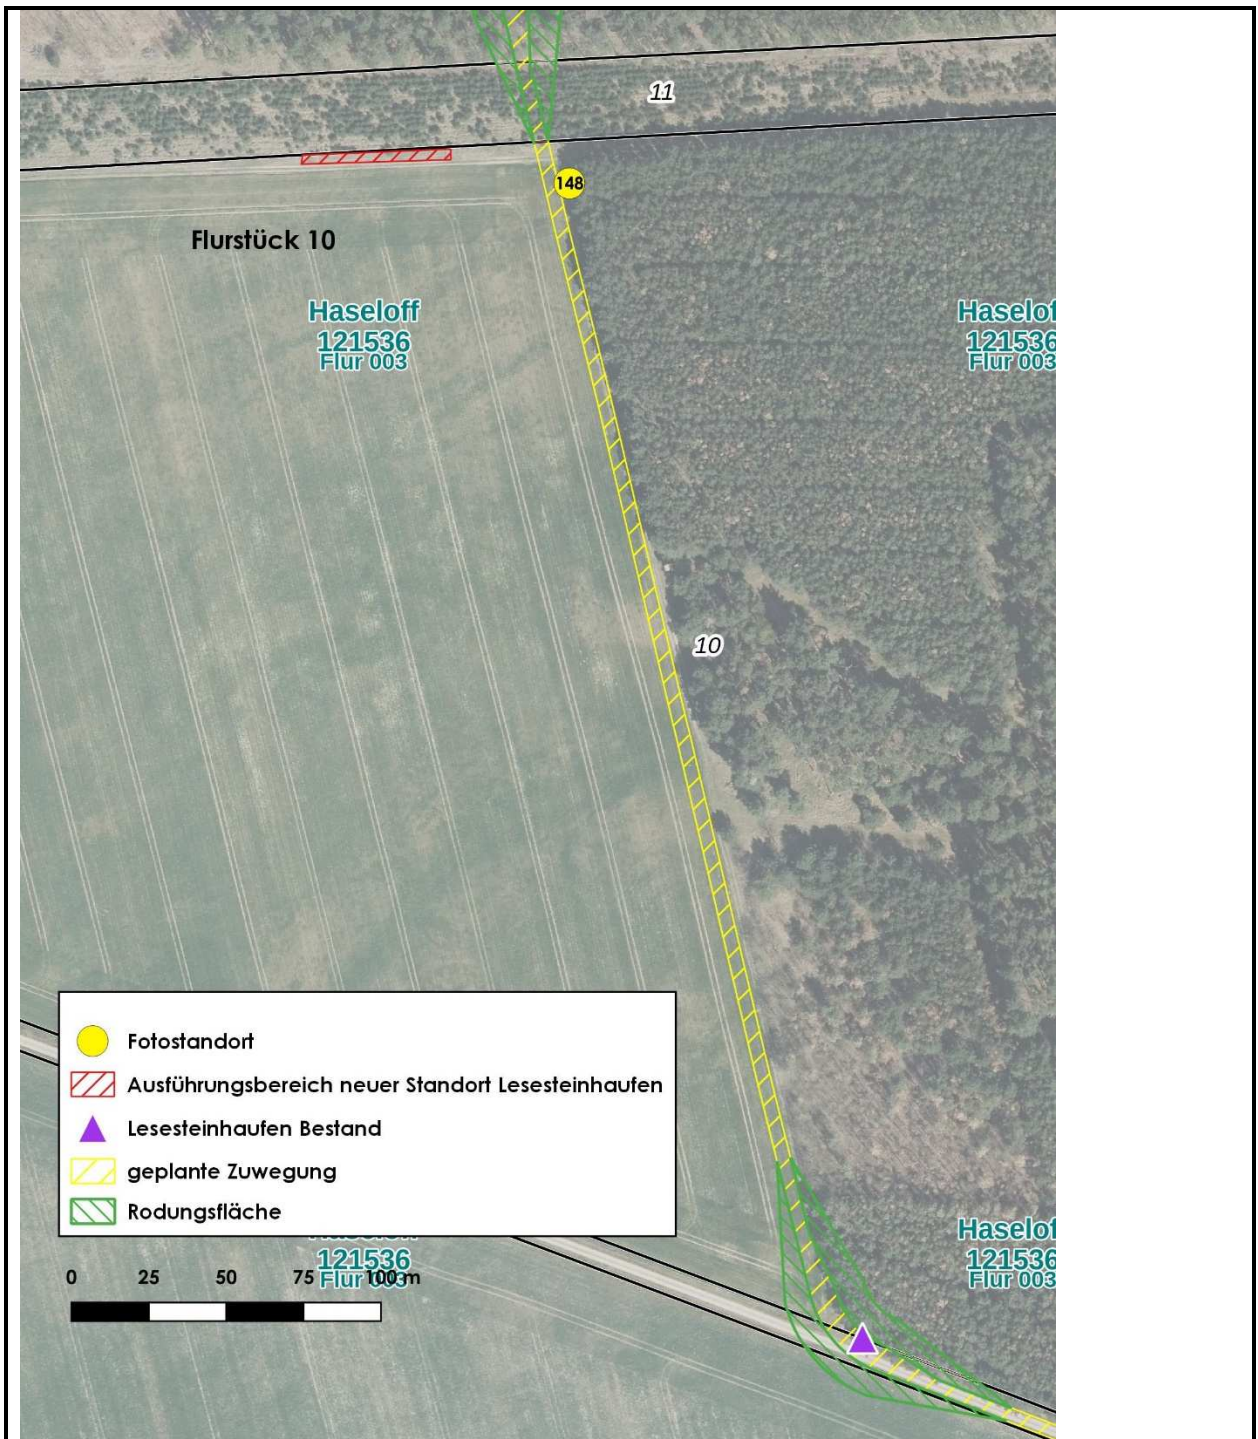 11
148
Flurstück 10
Haseloff
121536
Flur 003
Haselof
121536
Flur 003
10
Fotostandort
Ausführungsbereich neuer Standort Lesesteinhaufen
Lesesteinhaufen Bestand
geplante Zuwegung
Rodungsfläche
121536
Flur 003
Haselof
121536
Flur 003
0 25 50 75 100 m